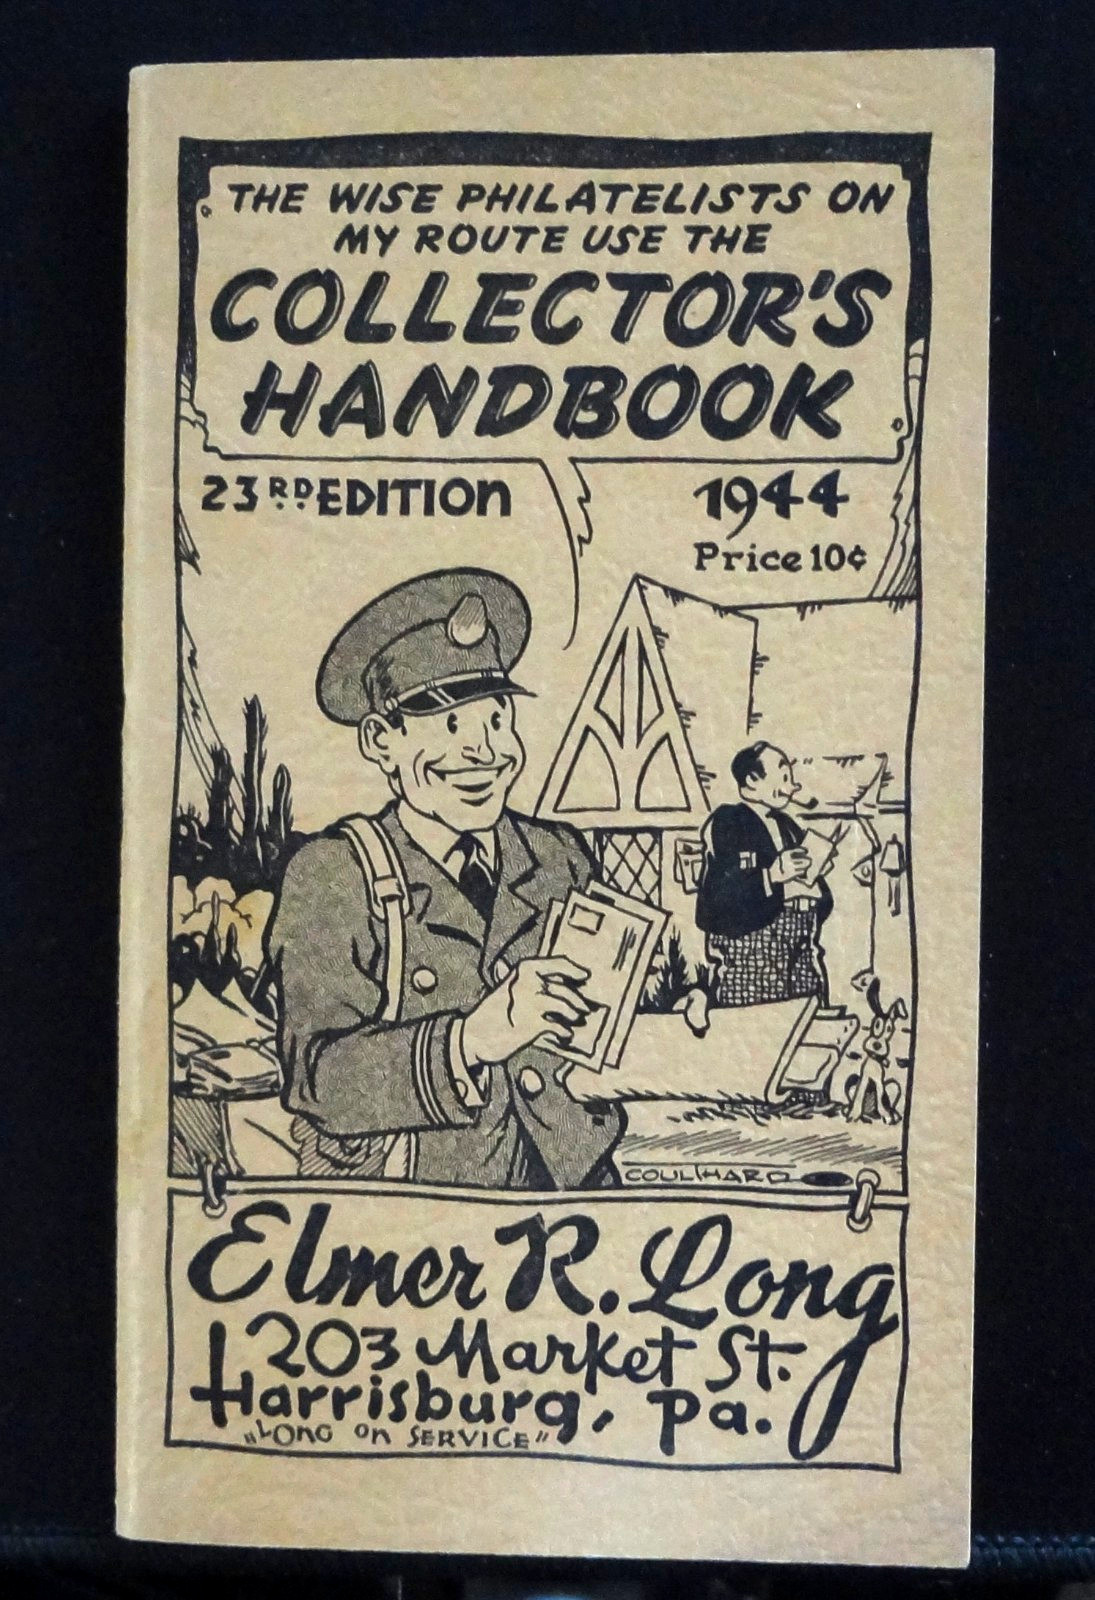 THE WISE PHILATELISTS ON
MY ROUTE USE THE
COLLECTOR'S
HANDBOOK
23RD EDITION
1944
Price 10¢
COULTHARD
Elmer R. Long
203 Market St.
Harrisburg, Pa.
"LONG ON SERVICE"